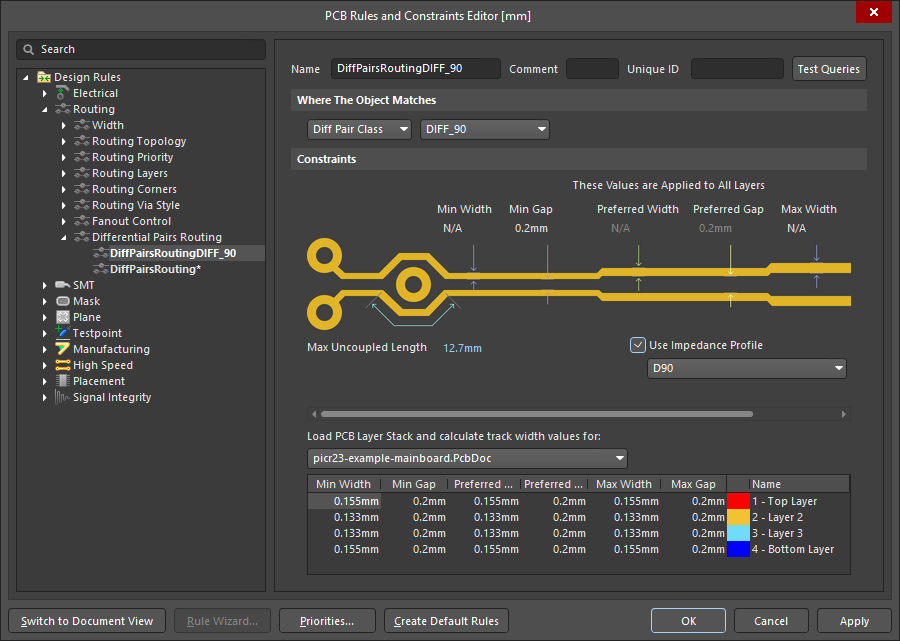 PCB Rules and Constraints Editor [mm]
Search
Design Rules
Electrical
Routing
Width
Routing Topology
Routing Priority
Routing Layers
Routing Corners
Routing Via Style
Fanout Control
Differential Pairs Routing
DiffPairsRoutingDIFF_90
DiffPairsRouting*
SMT
Mask
Plane
Testpoint
Manufacturing
High Speed
Placement
Signal Integrity
Name DiffPairsRoutingDIFF_90 Comment Unique ID Test Queries
Where The Object Matches
Diff Pair Class DIFF_90
Constraints
These Values are Applied to All Layers
Min Width Min Gap Preferred Width Preferred Gap Max Width
N/A 0.2mm N/A 0.2mm N/A
Max Uncoupled Length 12.7mm
Use Impedance Profile
D90
Load PCB Layer Stack and calculate track width values for:
picr23-example-mainboard.PcbDoc
Min Width Min Gap Preferred ... Preferred ... Max Width Max Gap Name
0.155mm 0.2mm 0.155mm 0.2mm 0.155mm 0.2mm 1 - Top Layer
0.133mm 0.2mm 0.133mm 0.2mm 0.133mm 0.2mm 2 - Layer 2
0.133mm 0.2mm 0.133mm 0.2mm 0.133mm 0.2mm 3 - Layer 3
0.155mm 0.2mm 0.155mm 0.2mm 0.155mm 0.2mm 4 - Bottom Layer
Switch to Document View Rule Wizard... Priorities... Create Default Rules OK Cancel Apply